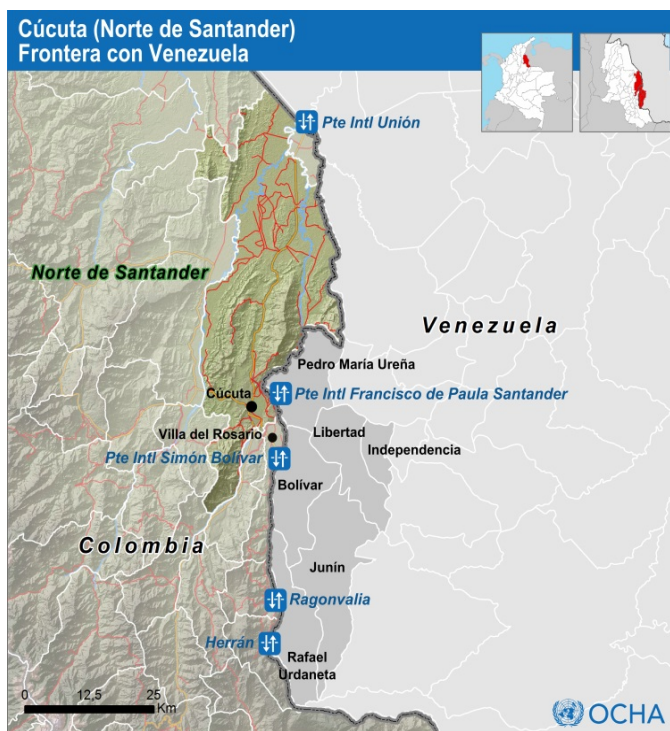 Cúcuta (Norte de Santander)
Frontera con Venezuela
Pte Intl Unión
Norte de Santander
Venezuela
Pedro María Ureña
Cúcuta
Pte Intl Francisco de Paula Santander
Villa del Rosario
Libertad
Independencia
Pte Intl Simón Bolívar
Bolívar
Colombia
Junín
Ragonvalia
Herrán
Rafael
Urdaneta
0 12,5 25
Km
OCHA